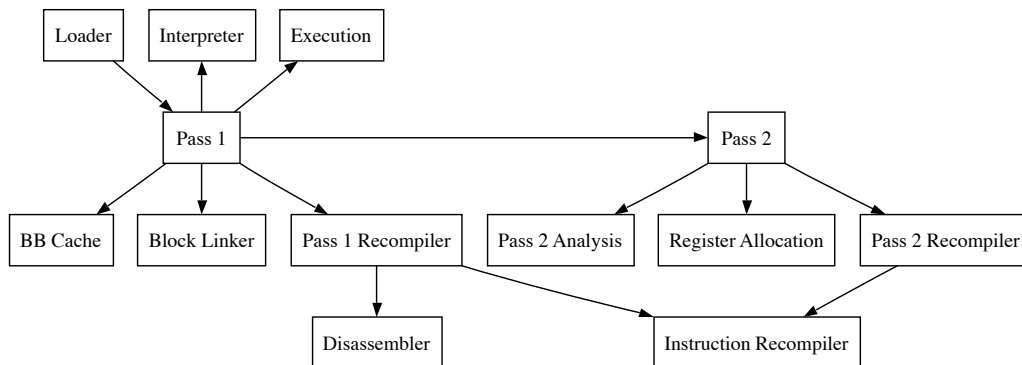 Loader
Interpreter
Execution
Pass 1
Pass 2
BB Cache
Block Linker
Pass 1 Recompiler
Pass 2 Analysis
Register Allocation
Pass 2 Recompiler
Disassembler
Instruction Recompiler